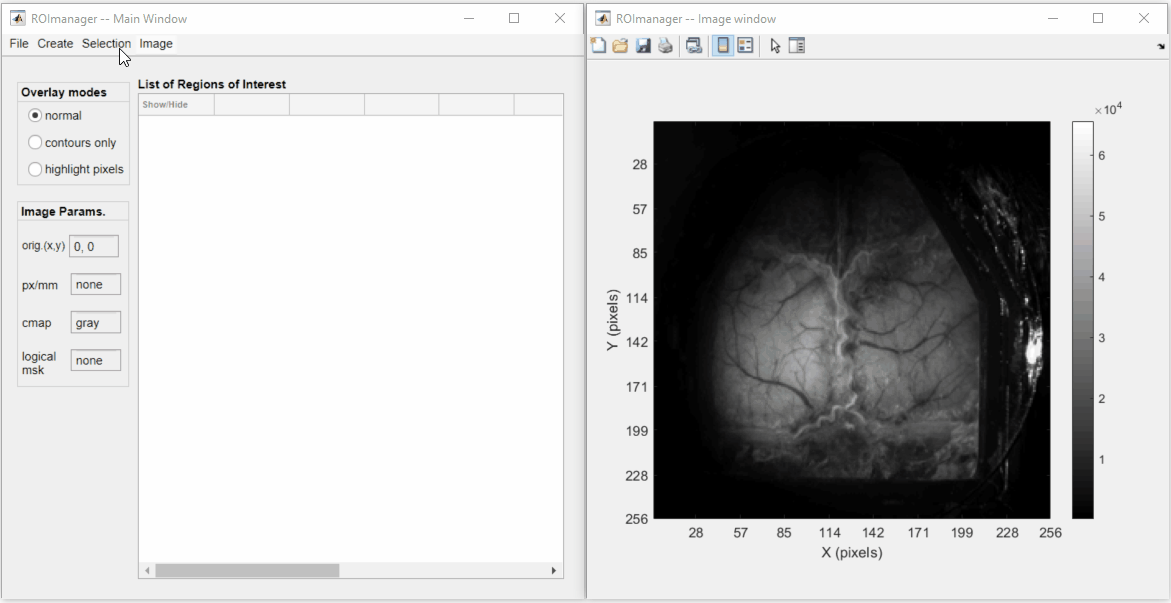 ROImanager -- Main Window
File Create Selection Image
Overlay modes
normal
contours only
highlight pixels
Image Params.
orig.(x,y) 0, 0
px/mm none
cmap gray
logical msk none
List of Regions of Interest
Show/Hide
ROImanager -- Image window
×10^4
6
5
4
3
2
1
Y (pixels)
28
57
85
114
142
171
199
228
256
28 57 85 114 142 171 199 228 256
X (pixels)